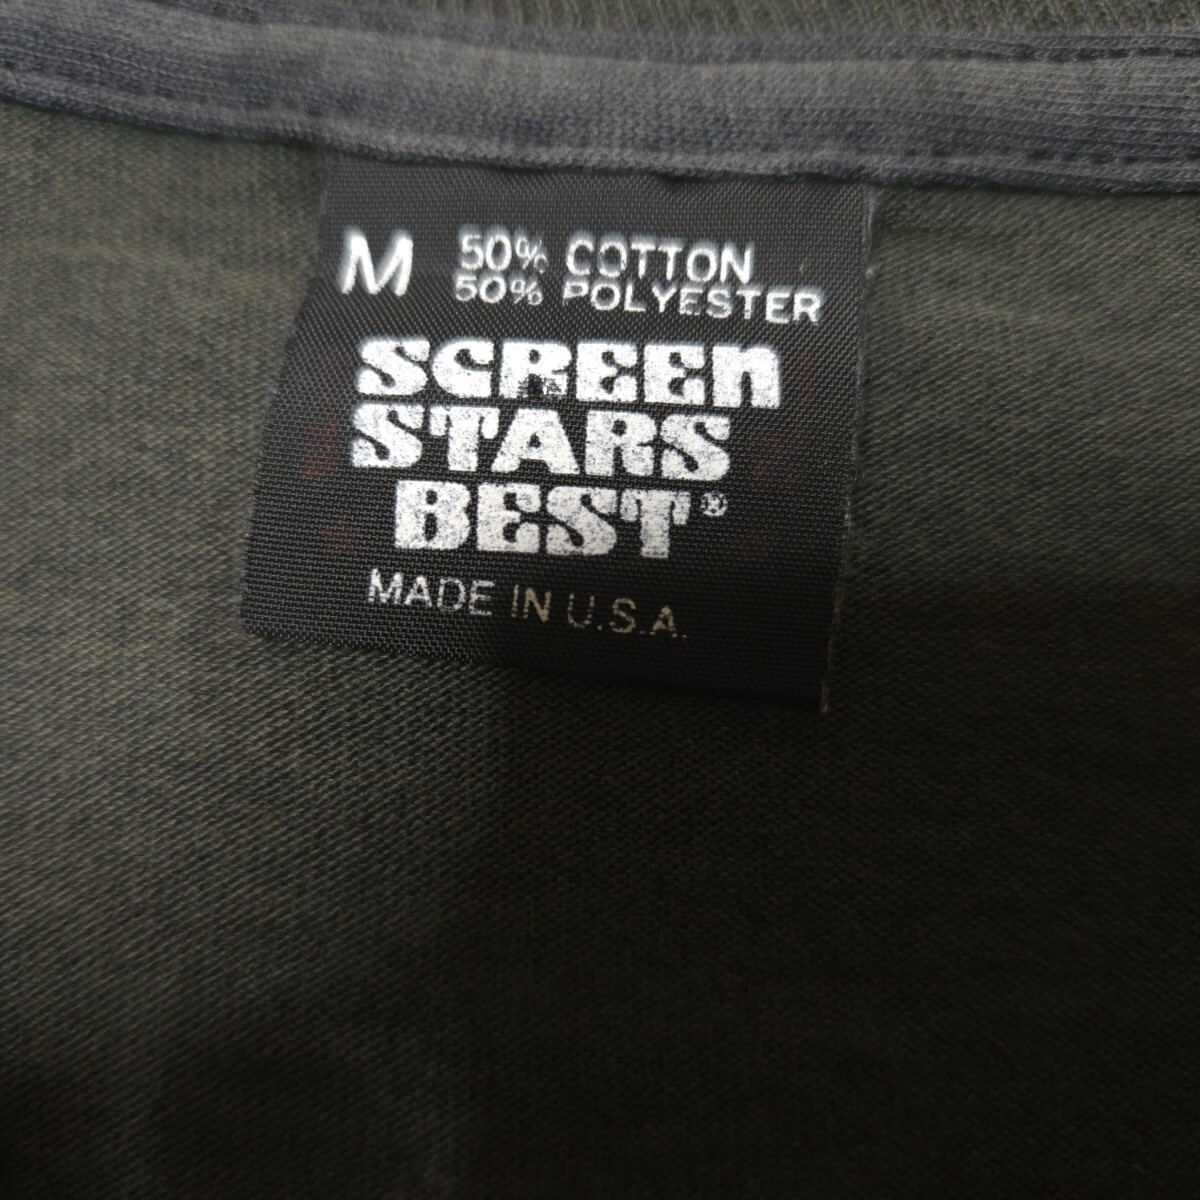 M 50% COTTON
50% POLYESTER
SCREEN
STARS
BEST®
MADE IN U.S.A.